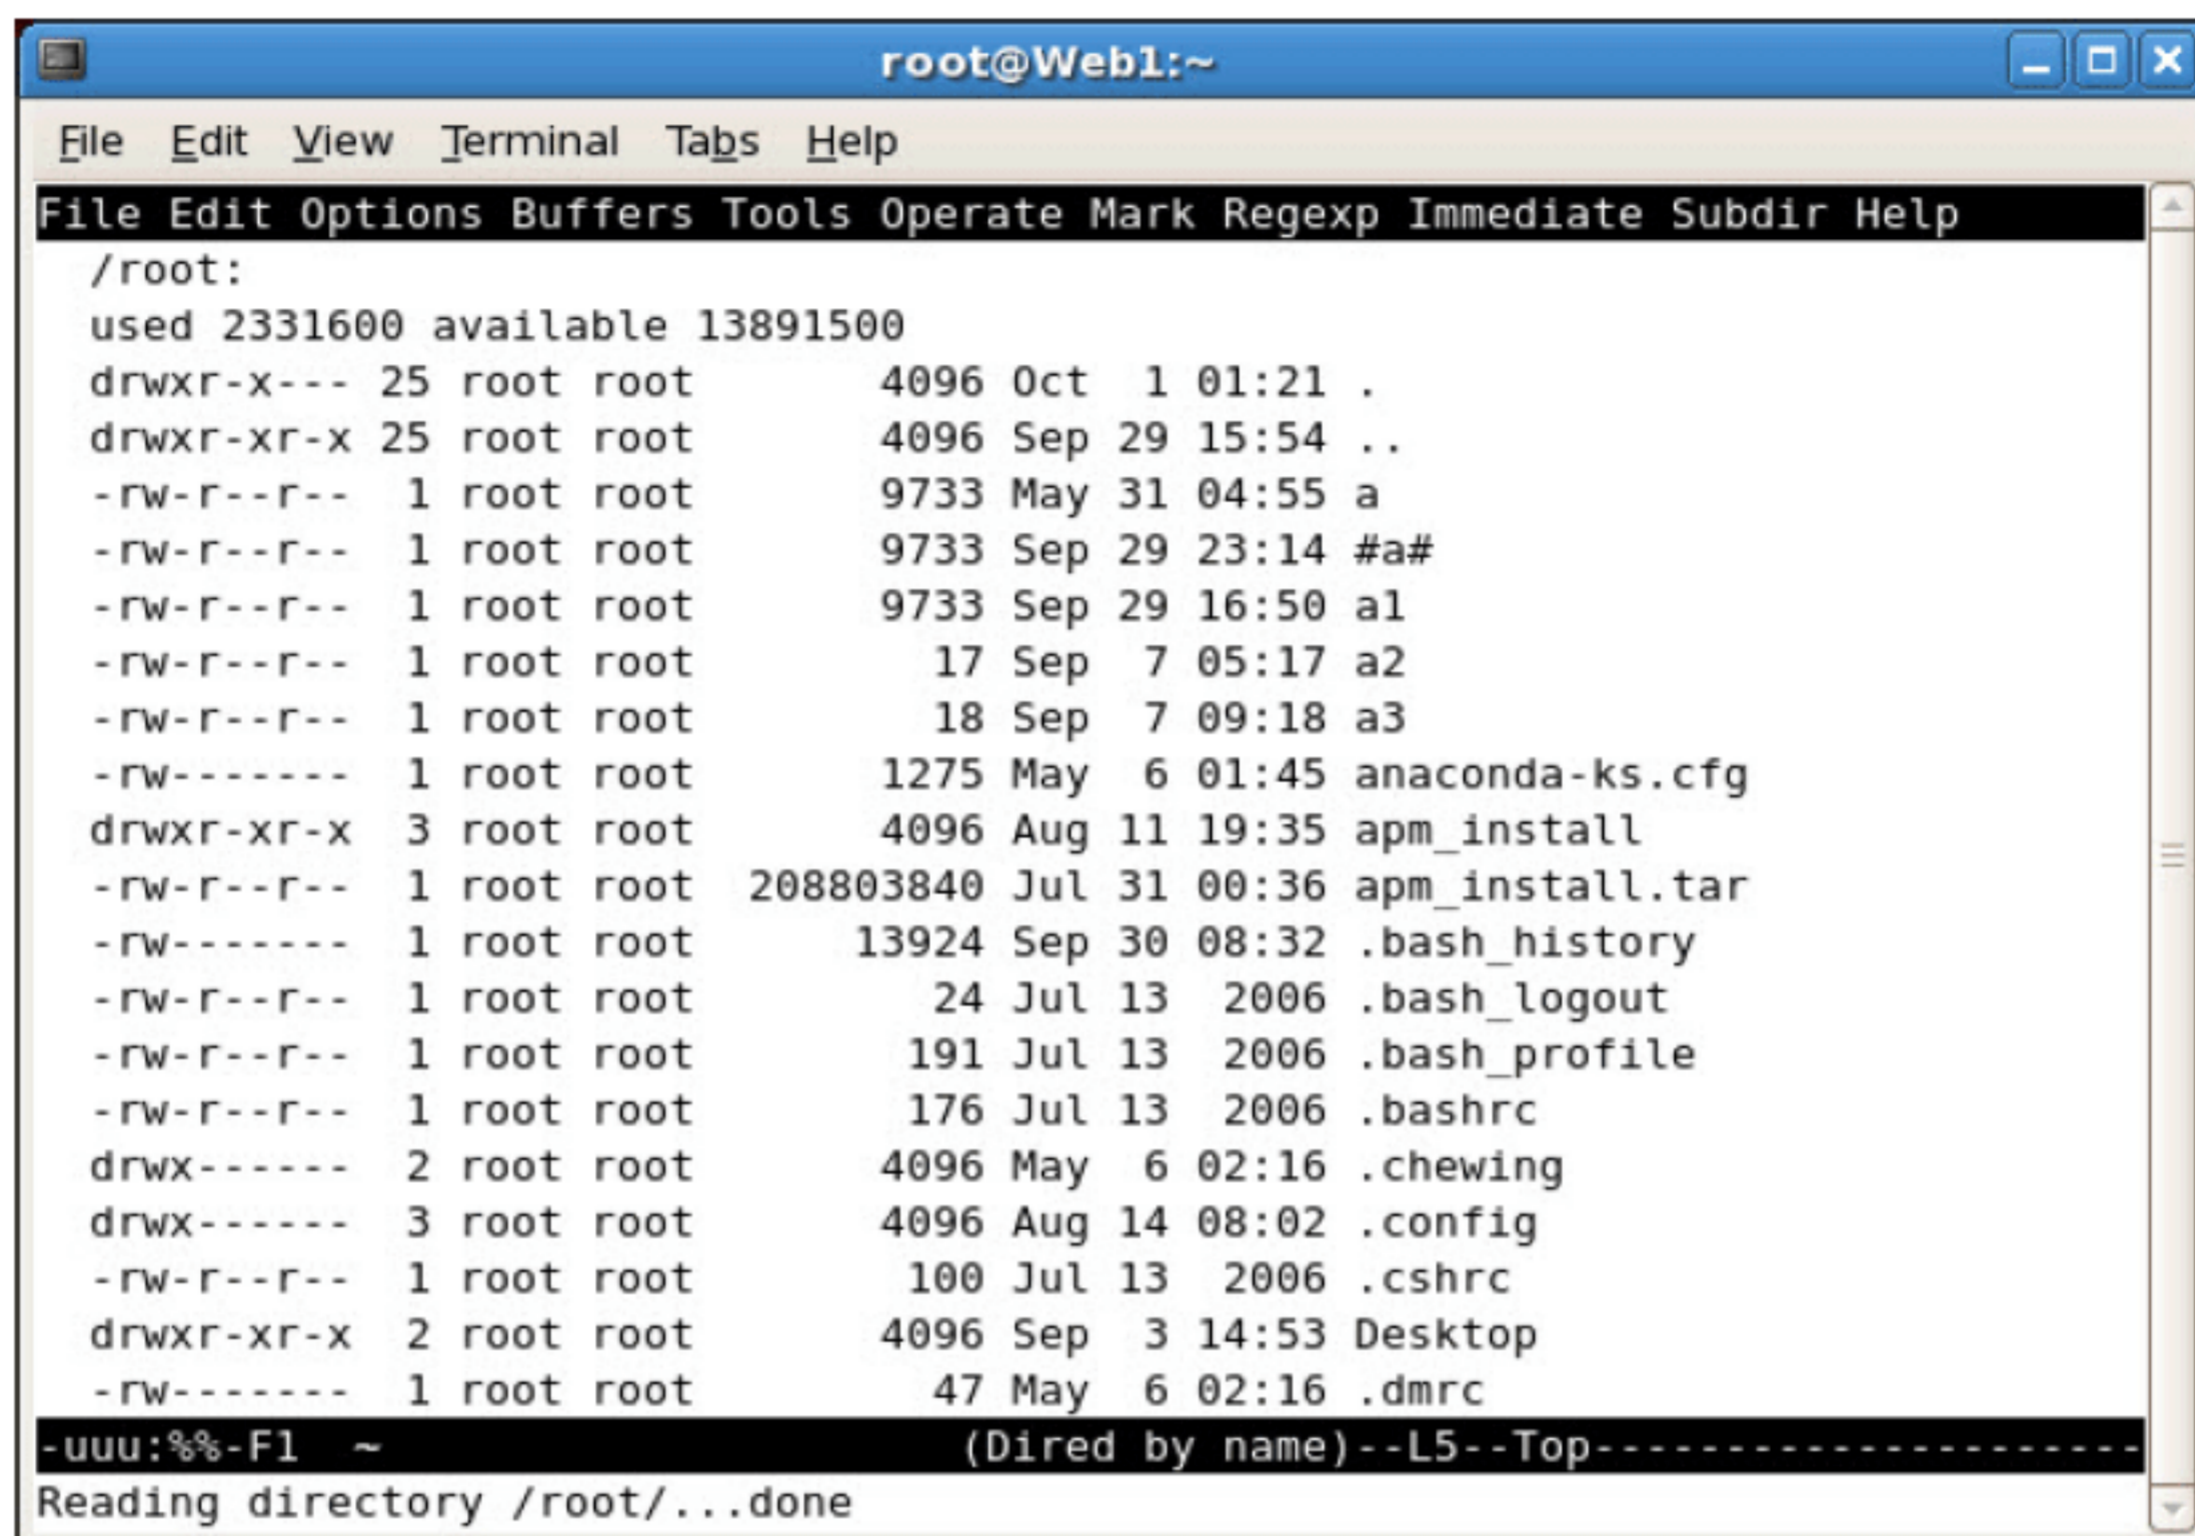 root@Web1:~
File Edit View Terminal Tabs Help
File Edit Options Buffers Tools Operate Mark Regexp Immediate Subdir Help
  /root:
  used 2331600 available 13891500
  drwxr-x--- 25 root root       4096 Oct  1 01:21 .
  drwxr-xr-x 25 root root       4096 Sep 29 15:54 ..
  -rw-r--r--  1 root root       9733 May 31 04:55 a
  -rw-r--r--  1 root root       9733 Sep 29 23:14 #a#
  -rw-r--r--  1 root root       9733 Sep 29 16:50 a1
  -rw-r--r--  1 root root         17 Sep  7 05:17 a2
  -rw-r--r--  1 root root         18 Sep  7 09:18 a3
  -rw-------  1 root root       1275 May  6 01:45 anaconda-ks.cfg
  drwxr-xr-x  3 root root       4096 Aug 11 19:35 apm_install
  -rw-r--r--  1 root root  208803840 Jul 31 00:36 apm_install.tar
  -rw-------  1 root root      13924 Sep 30 08:32 .bash_history
  -rw-r--r--  1 root root         24 Jul 13  2006 .bash_logout
  -rw-r--r--  1 root root        191 Jul 13  2006 .bash_profile
  -rw-r--r--  1 root root        176 Jul 13  2006 .bashrc
  drwx------  2 root root       4096 May  6 02:16 .chewing
  drwx------  3 root root       4096 Aug 14 08:02 .config
  -rw-r--r--  1 root root        100 Jul 13  2006 .cshrc
  drwxr-xr-x  2 root root       4096 Sep  3 14:53 Desktop
  -rw-------  1 root root         47 May  6 02:16 .dmrc
-uuu:%%-F1  ~                      (Dired by name)--L5--Top---------------------
Reading directory /root/...done